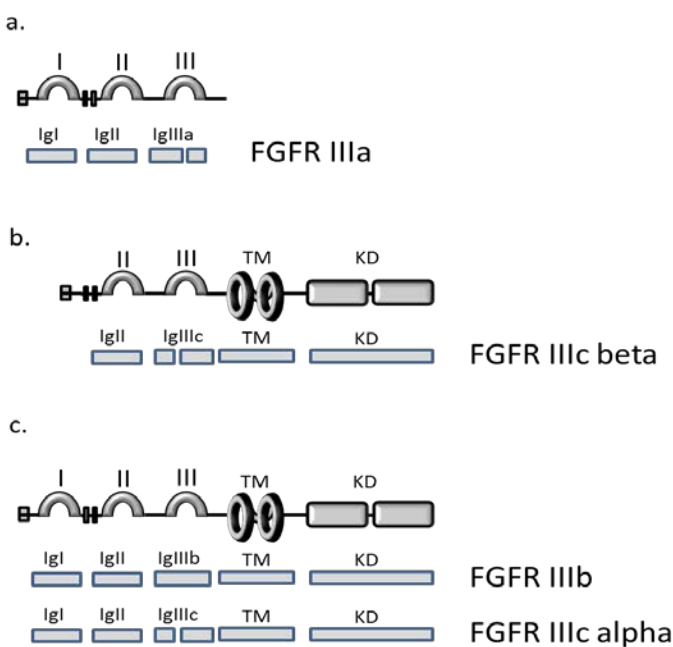 a.
I II III
IgI IgII IgIIIa
FGFR IIIa
b.
II III TM KD
IgII IgIIIc TM KD
FGFR IIIc beta
c.
I II III TM KD
IgI IgII IgIIIb TM KD
FGFR IIIb
IgI IgII IgIIIc TM KD
FGFR IIIc alpha